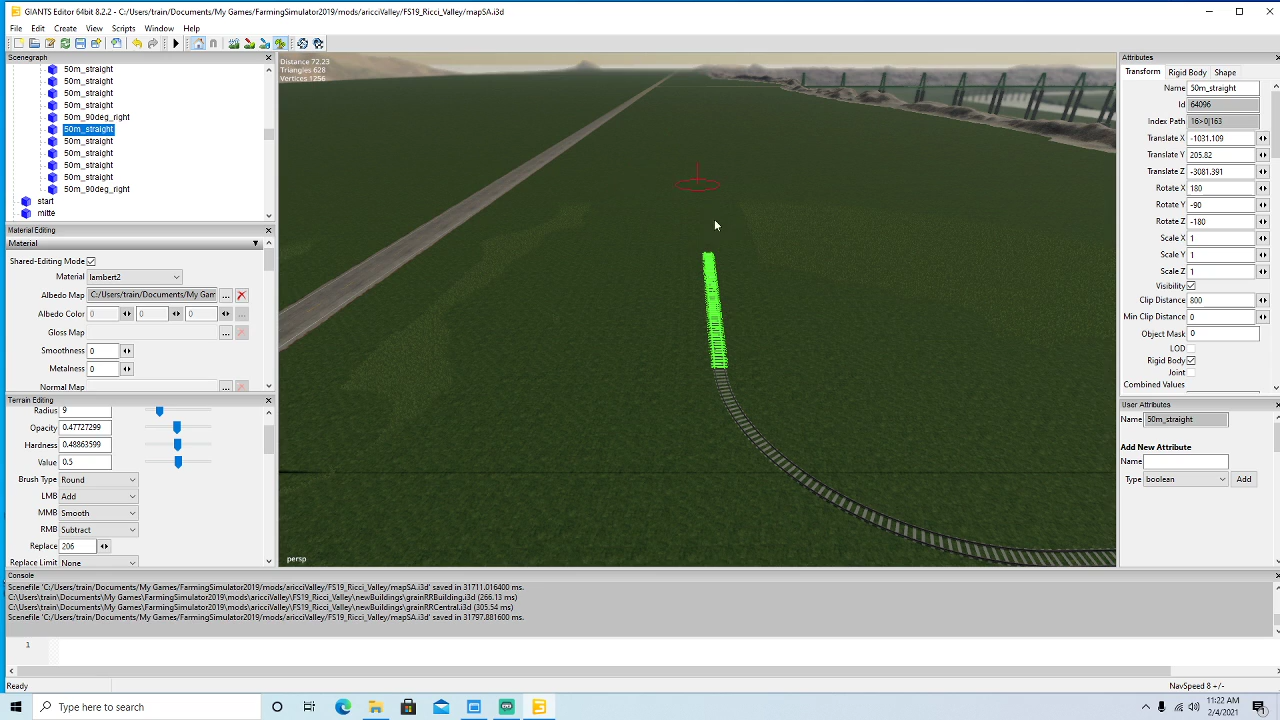 GIANTS Editor 64bit 8.2.2 - C:/Users/train/Documents/My Games/FarmingSimulator2019/mods/aricciValley/FS19_Ricci_Valley/mapSA.i3d
File Edit Create View Scripts Window Help
Scenegraph
50m_straight
50m_straight
50m_straight
50m_straight
50m_90deg_right
50m_straight
50m_straight
50m_straight
50m_straight
50m_straight
50m_90deg_right
start
mitte
Material Editing
Material
Shared-Editing Mode
Material lambert2
Albedo Map C:/Users/train/Documents/My Gam ...
Albedo Color 0 0 0 ...
Gloss Map ...
Smoothness 0
Metalness 0
Normal Map ...
Terrain Editing
Radius 9
Opacity 0.47727299
Hardness 0.48863599
Value 0.5
Brush Type Round
LMB Add
MMB Smooth
RMB Subtract
Replace 206
Replace Limit None
Distance 72.23
Triangles 628
Vertices 1256
persp
Attributes
Transform Rigid Body Shape
Name 50m_straight
Id 64096
Index Path 16>0|163
Translate X -1031.109
Translate Y 205.82
Translate Z -3081.391
Rotate X 180
Rotate Y -90
Rotate Z -180
Scale X 1
Scale Y 1
Scale Z 1
Visibility
Clip Distance 800
Min Clip Distance 0
Object Mask 0
LOD
Rigid Body
Joint
Combined Values
User Attributes
Name 50m_straight
Add New Attribute
Name
Type boolean Add
Console
Scenefile 'C:/Users/train/Documents/My Games/FarmingSimulator2019/mods/aricciValley/FS19_Ricci_Valley/mapSA.i3d' saved in 31711.016400 ms.
C:\Users\train\Documents\My Games\FarmingSimulator2019\mods\aricciValley\FS19_Ricci_Valley\newBuildings\grainRRBuilding.i3d (266.13 ms)
C:\Users\train\Documents\My Games\FarmingSimulator2019\mods\aricciValley\FS19_Ricci_Valley\newBuildings\grainRRCentral.i3d (305.54 ms)
Scenefile 'C:/Users/train/Documents/My Games/FarmingSimulator2019/mods/aricciValley/FS19_Ricci_Valley/mapSA.i3d' saved in 31797.881600 ms.
1
Ready
NavSpeed 8 +/-
Type here to search
11:22 AM
2/4/2021